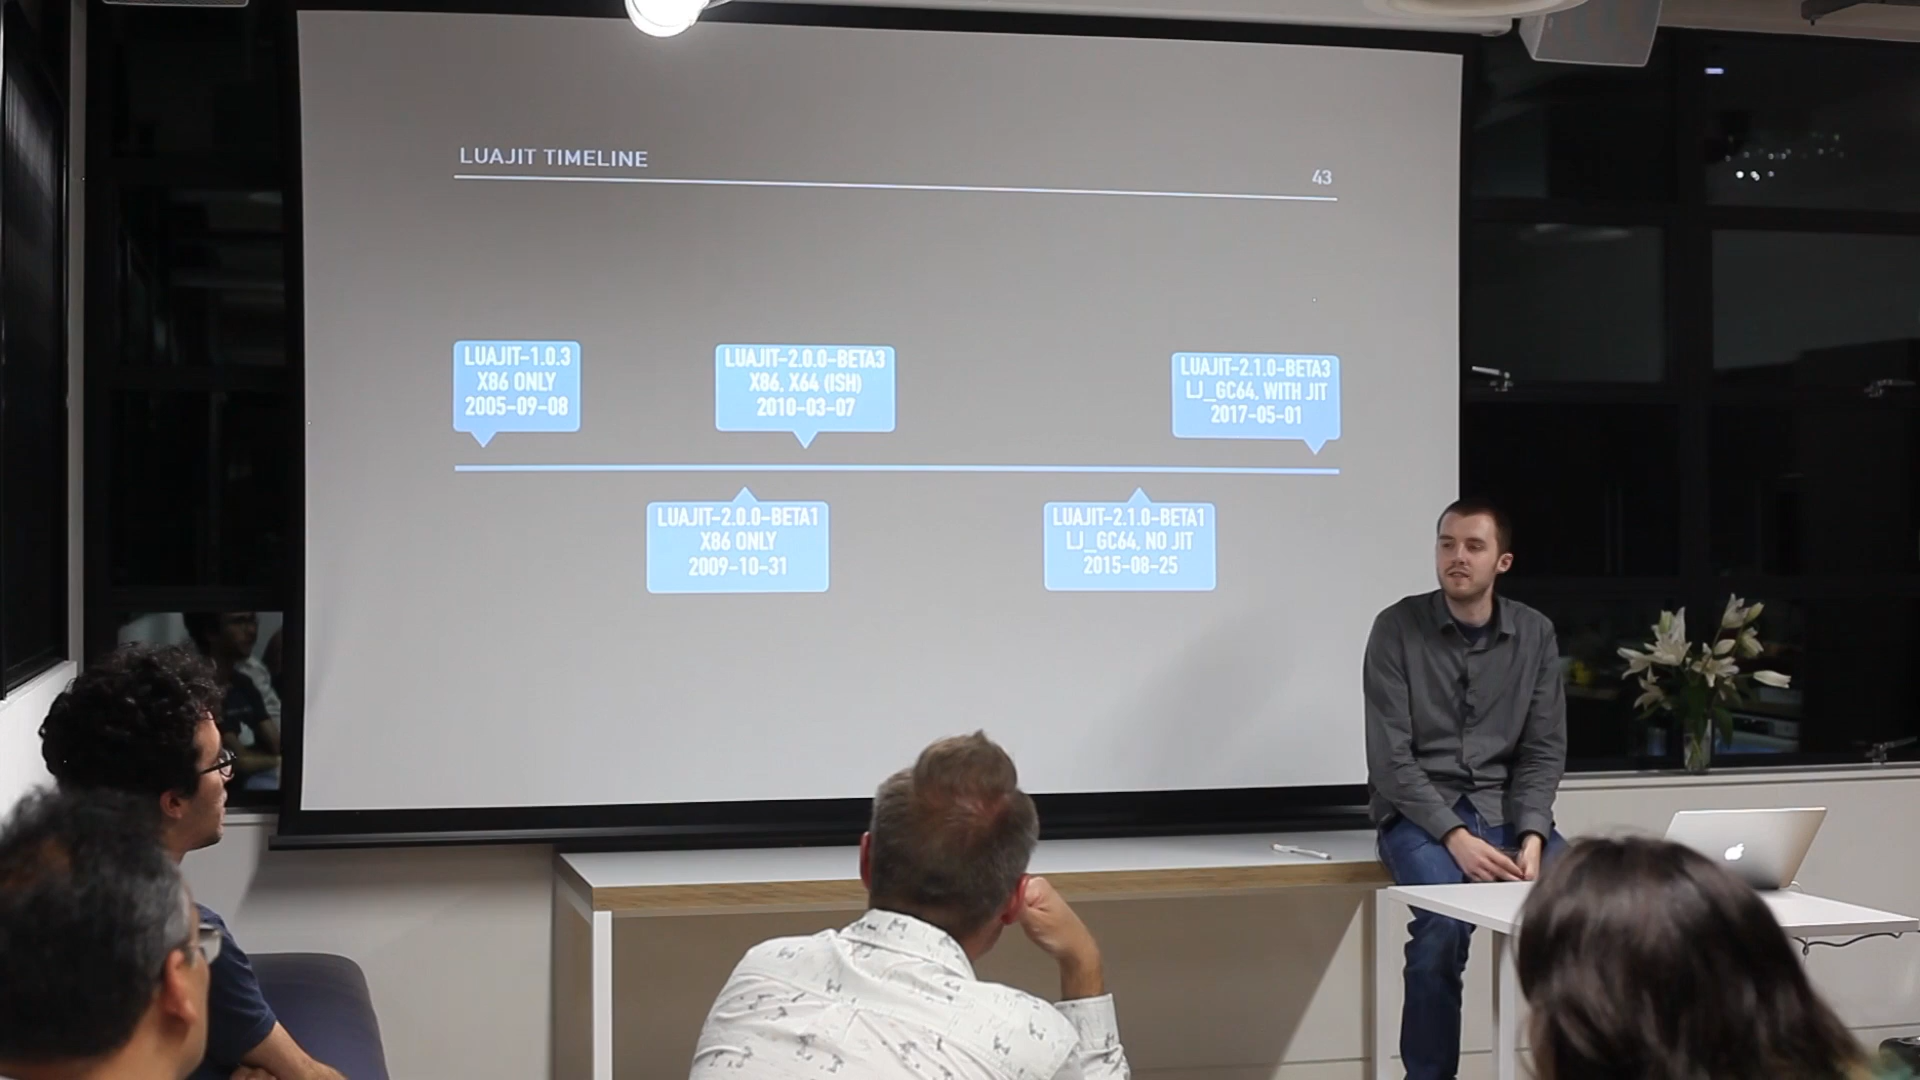 LUAJIT TIMELINE
43
LUAJIT-1.0.3
X86 ONLY
2005-09-08
LUAJIT-2.0.0-BETA3
X86, X64 (ISH)
2010-03-07
LUAJIT-2.1.0-BETA3
LJ_GC64, WITH JIT
2017-05-01
LUAJIT-2.0.0-BETA1
X86 ONLY
2009-10-31
LUAJIT-2.1.0-BETA1
LJ_GC64, NO JIT
2015-08-25